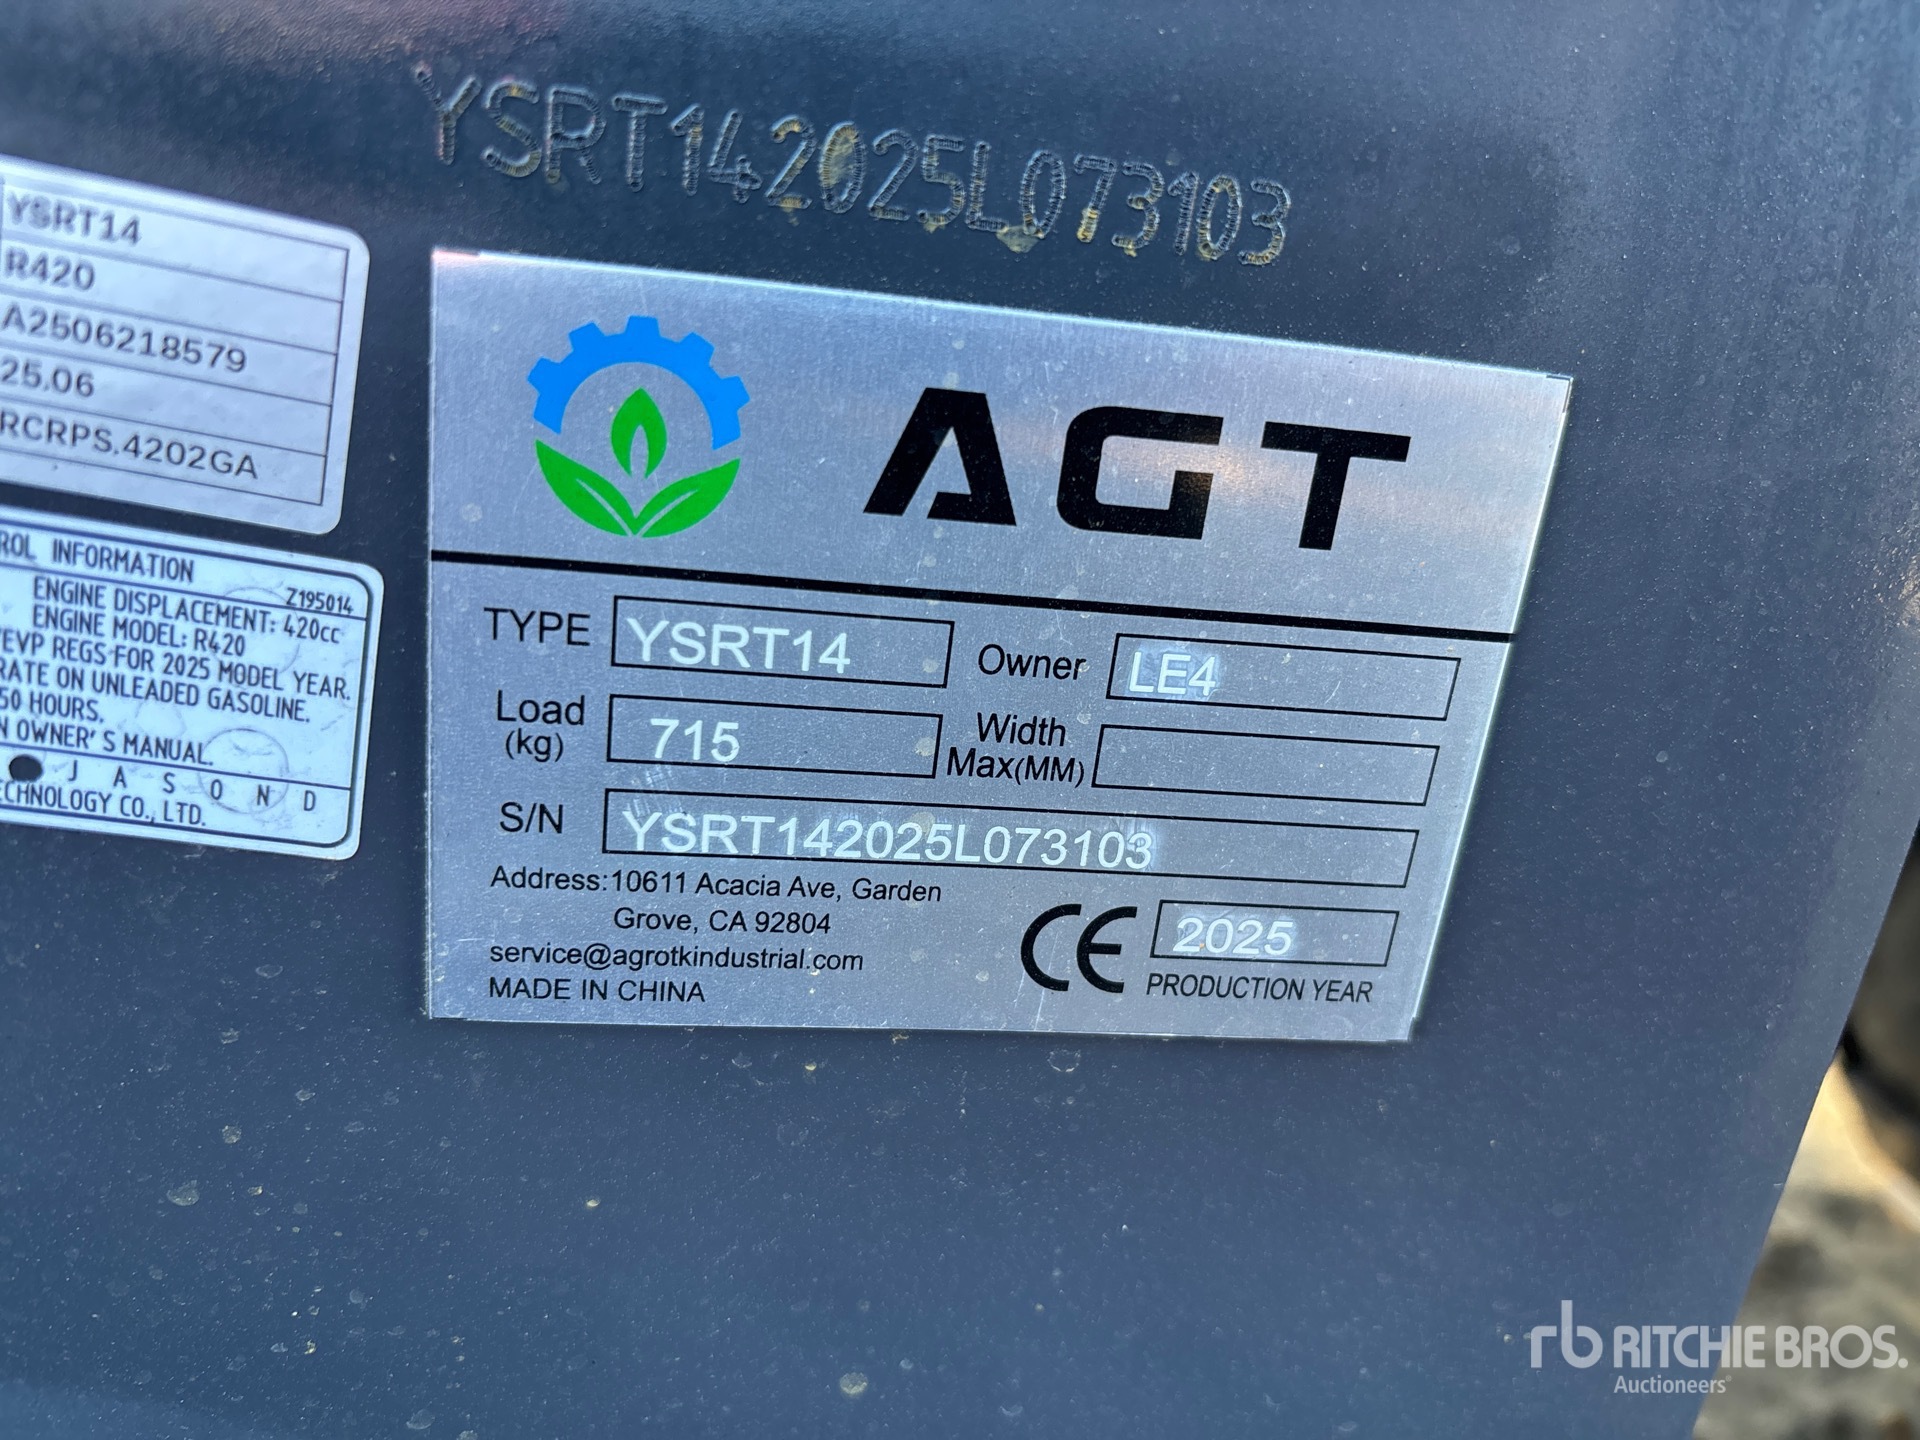 YSRT142025L073103
YSRT14
R420
A2506218579
25.06
RCRPS.4202GA
ROL INFORMATION
Z195014
ENGINE DISPLACEMENT: 420cc
ENGINE MODEL: R420
/EVP REGS FOR 2025 MODEL YEAR.
RATE ON UNLEADED GASOLINE.
50 HOURS.
N OWNER'S MANUAL.
J A S O N D
ECHNOLOGY CO., LTD.
AGT
TYPE YSRT14 Owner LE4
Load (kg) 715 Width Max(MM)
S/N YSRT142025L073103
Address:10611 Acacia Ave, Garden
Grove, CA 92804
service@agrotkindustrial.com
MADE IN CHINA
CE 2025
PRODUCTION YEAR
rb RITCHIE BROS.
Auctioneers